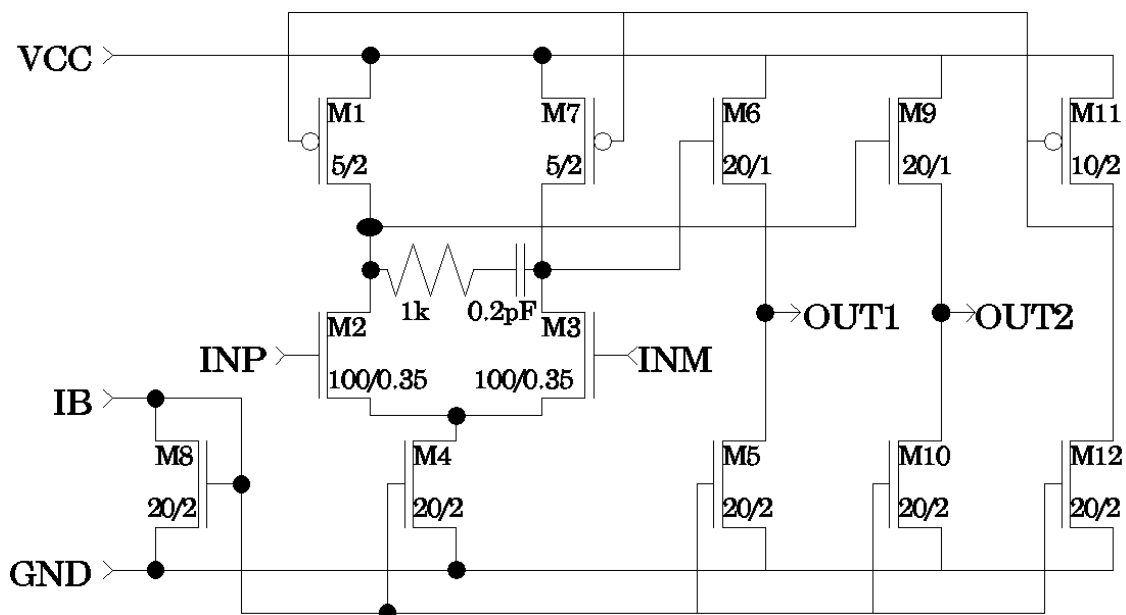 VCC
M1
5/2
M7
5/2
M6
20/1
M9
20/1
M11
10/2
1k
0.2pF
OUT1
OUT2
M2
100/0.35
M3
100/0.35
INP
INM
IB
M8
20/2
M4
20/2
M5
20/2
M10
20/2
M12
20/2
GND